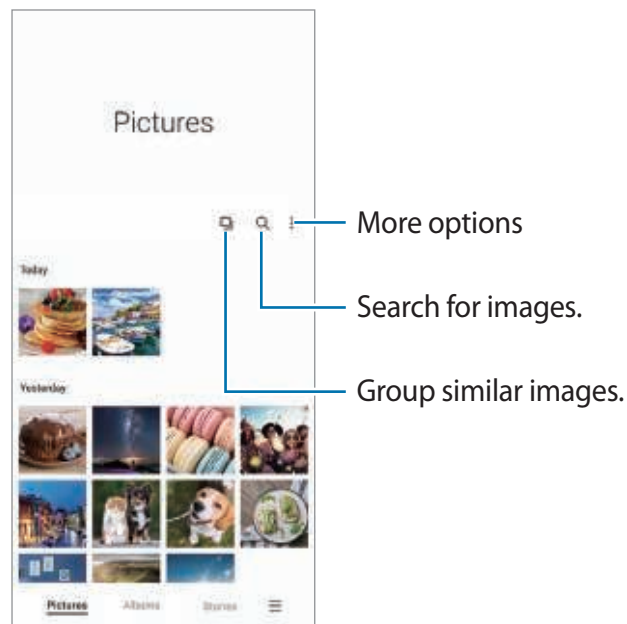 Pictures
More options
Today
Search for images.
Group similar images.
Yesterday
Pictures Albums Stories